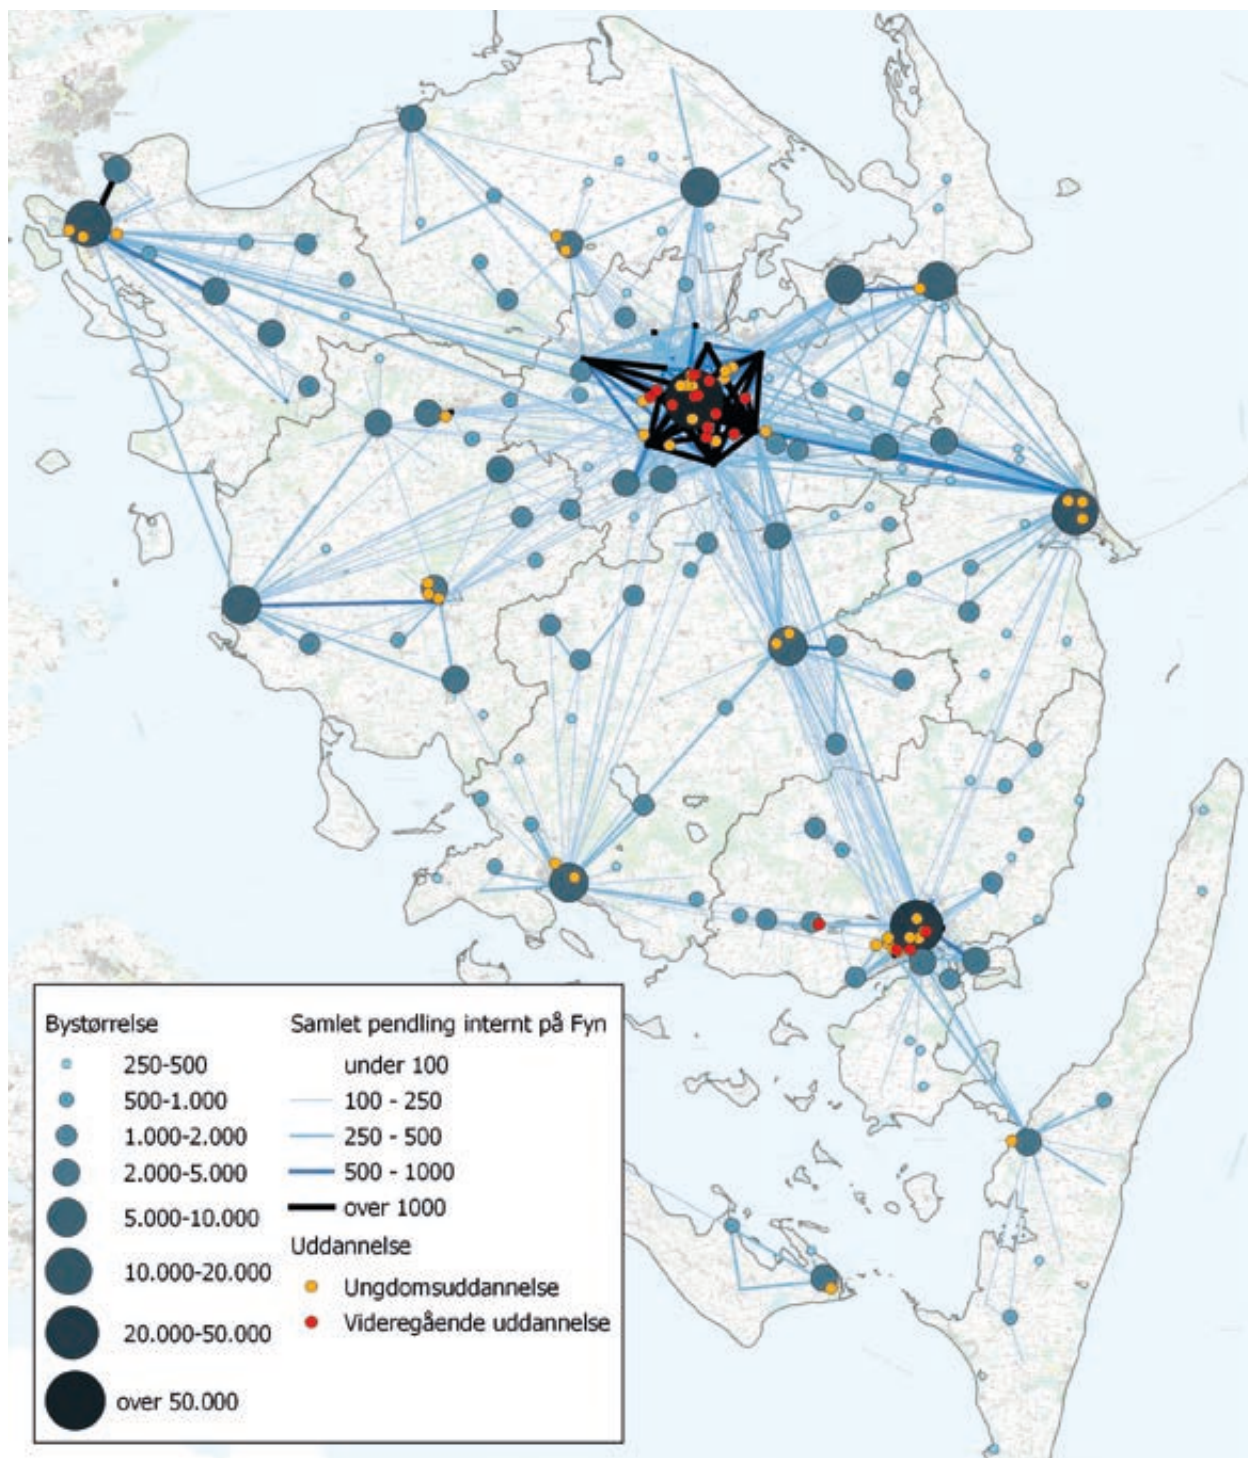 Bystørrelse
250-500
500-1.000
1.000-2.000
2.000-5.000
5.000-10.000
10.000-20.000
20.000-50.000
over 50.000
Samlet pendling internt på Fyn
under 100
100 - 250
250 - 500
500 - 1000
over 1000
Uddannelse
Ungdomsuddannelse
Videregående uddannelse